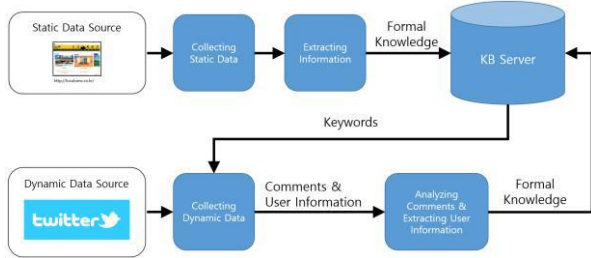 Static Data Source
Collecting
Static Data
Extracting
Information
Formal
Knowledge
KB Server
Keywords
Dynamic Data Source
twitter
Collecting
Dynamic Data
Comments &
User Information
Analyzing
Comments &
Extracting User
Information
Formal
Knowledge